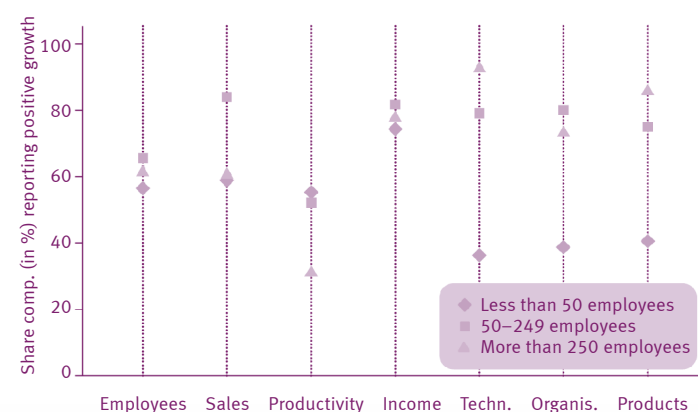 Share comp. (in %) reporting positive growth
100
80
60
40
20
0
Less than 50 employees
50–249 employees
More than 250 employees
Employees Sales Productivity Income Techn. Organis. Products